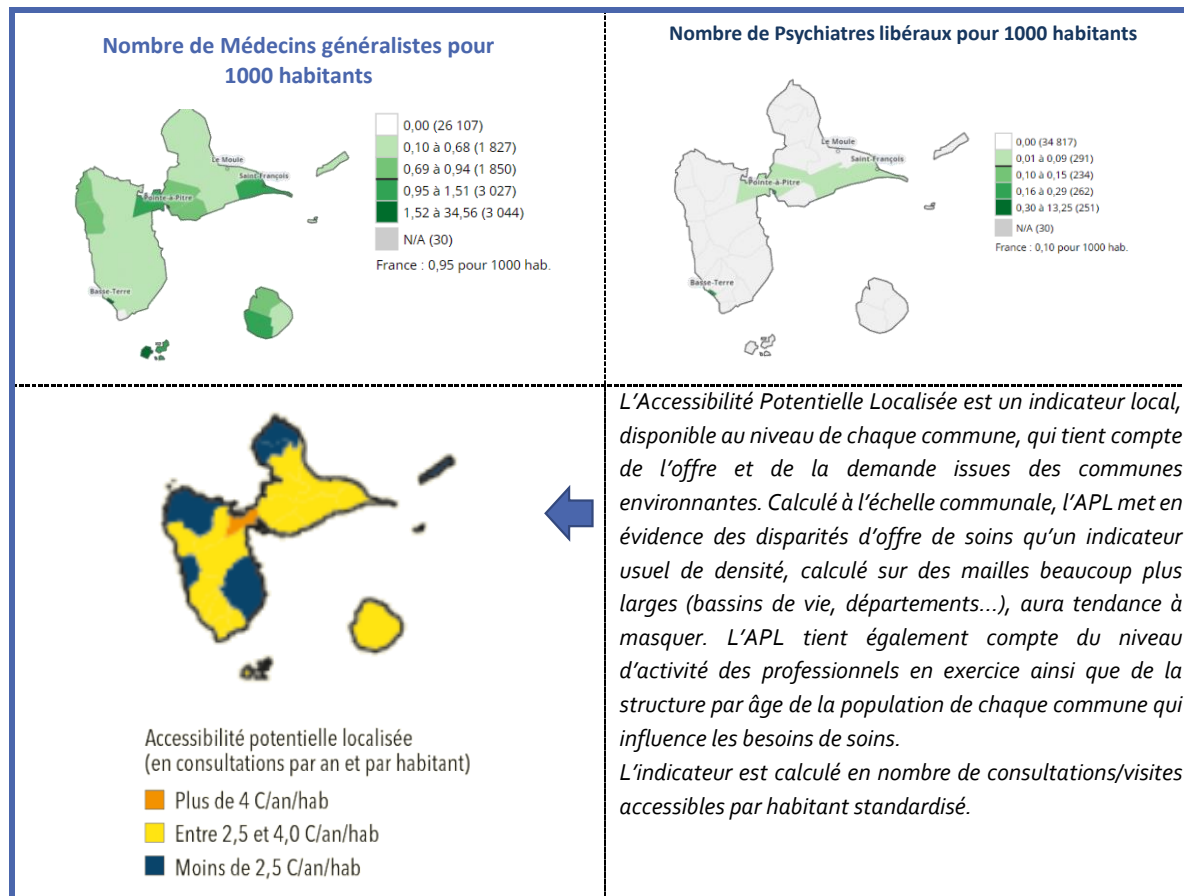 Nombre de Médecins généralistes pour
1000 habitants
Le Moule
Saint-François
Pointe-à-Pitre
Basse-Terre
0,00 (26 107)
0,10 à 0,68 (1 827)
0,69 à 0,94 (1 850)
0,95 à 1,51 (3 027)
1,52 à 34,56 (3 044)
N/A (30)
France : 0,95 pour 1000 hab.
Nombre de Psychiatres libéraux pour 1000 habitants
Le Moule
Saint-François
Pointe-à-Pitre
Basse-Terre
0,00 (34 817)
0,01 à 0,09 (291)
0,10 à 0,15 (234)
0,16 à 0,29 (262)
0,30 à 13,25 (251)
N/A (30)
France : 0,10 pour 1000 hab.
Accessibilité potentielle localisée
(en consultations par an et par habitant)
Plus de 4 C/an/hab
Entre 2,5 et 4,0 C/an/hab
Moins de 2,5 C/an/hab
L'Accessibilité Potentielle Localisée est un indicateur local,
disponible au niveau de chaque commune, qui tient compte
de l'offre et de la demande issues des communes
environnantes. Calculé à l'échelle communale, l'APL met en
évidence des disparités d'offre de soins qu'un indicateur
usuel de densité, calculé sur des mailles beaucoup plus
larges (bassins de vie, départements...), aura tendance à
masquer. L'APL tient également compte du niveau
d'activité des professionnels en exercice ainsi que de la
structure par âge de la population de chaque commune qui
influence les besoins de soins.
L'indicateur est calculé en nombre de consultations/visites
accessibles par habitant standardisé.